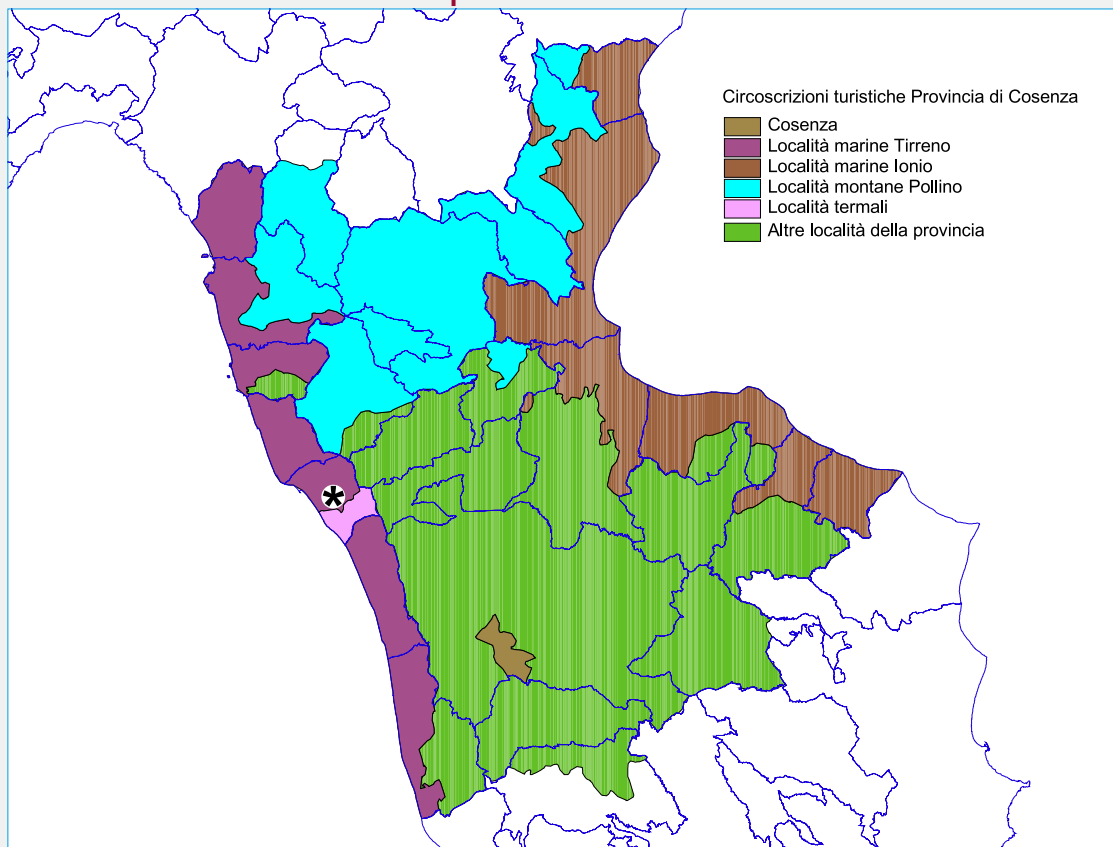 Circoscrizioni turistiche Provincia di Cosenza
Cosenza
Località marine Tirreno
Località marine Ionio
Località montane Pollino
Località termali
Altre località della provincia
*